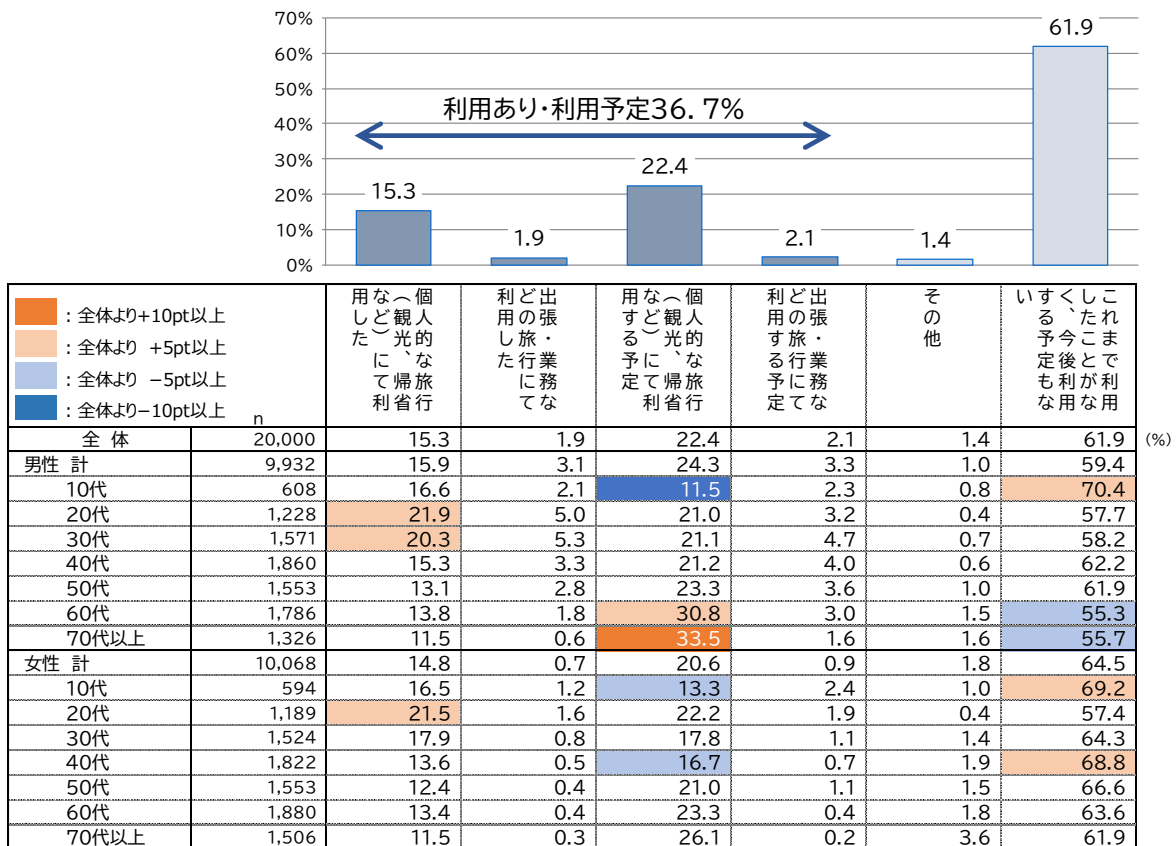 70%
60%
50%
40%
30%
20%
10%
0%
利用あり・利用予定36.7%
15.3
1.9
22.4
2.1
1.4
61.9
：全体より+10pt以上
：全体より +5pt以上
：全体より −5pt以上
：全体より−10pt以上
n
個人的な旅行
（観光、帰省
など）にて利
用した
出張・業務な
どの旅行にて
利用した
個人的な旅行
（観光、帰省
など）にて利
用する予定
出張・業務な
どの旅行にて
利用する予定
その他
これまで利用
したことがな
く、今後利用
する予定もな
い
(%)
全 体 20,000 15.3 1.9 22.4 2.1 1.4 61.9
男性 計 9,932 15.9 3.1 24.3 3.3 1.0 59.4
10代 608 16.6 2.1 11.5 2.3 0.8 70.4
20代 1,228 21.9 5.0 21.0 3.2 0.4 57.7
30代 1,571 20.3 5.3 21.1 4.7 0.7 58.2
40代 1,860 15.3 3.3 21.2 4.0 0.6 62.2
50代 1,553 13.1 2.8 23.3 3.6 1.0 61.9
60代 1,786 13.8 1.8 30.8 3.0 1.5 55.3
70代以上 1,326 11.5 0.6 33.5 1.6 1.6 55.7
女性 計 10,068 14.8 0.7 20.6 0.9 1.8 64.5
10代 594 16.5 1.2 13.3 2.4 1.0 69.2
20代 1,189 21.5 1.6 22.2 1.9 0.4 57.4
30代 1,524 17.9 0.8 17.8 1.1 1.4 64.3
40代 1,822 13.6 0.5 16.7 0.7 1.9 68.8
50代 1,553 12.4 0.4 21.0 1.1 1.5 66.6
60代 1,880 13.4 0.4 23.3 0.4 1.8 63.6
70代以上 1,506 11.5 0.3 26.1 0.2 3.6 61.9